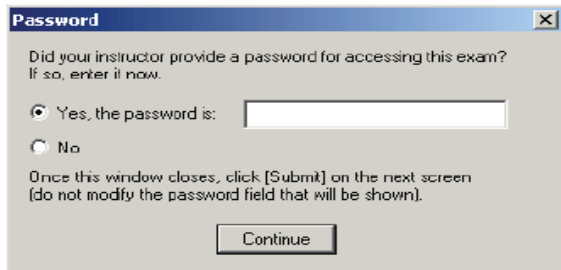 Password
Did your instructor provide a password for accessing this exam?
If so, enter it now.
Yes, the password is:
No
Once this window closes, click [Submit] on the next screen
(do not modify the password field that will be shown).
Continue